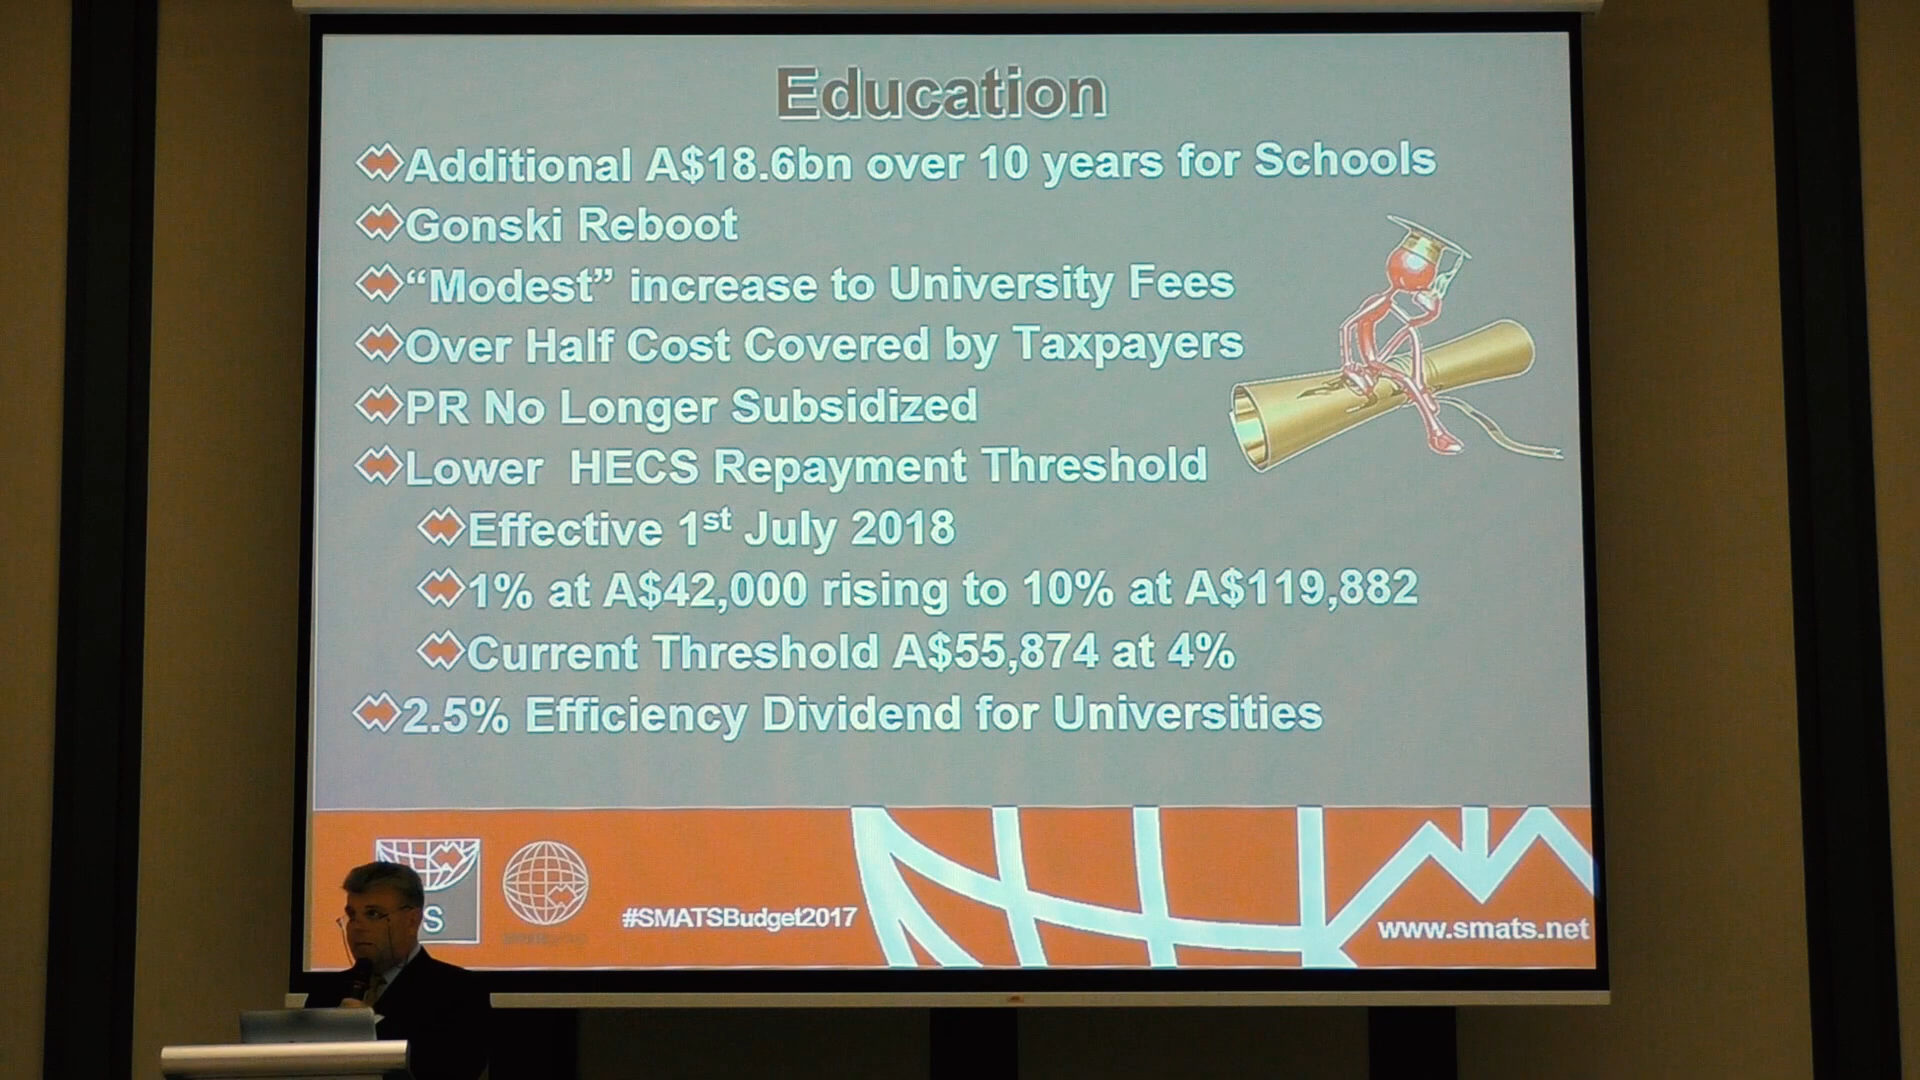 Education
Additional A$18.6bn over 10 years for Schools
Gonski Reboot
“Modest” increase to University Fees
Over Half Cost Covered by Taxpayers
PR No Longer Subsidized
Lower HECS Repayment Threshold
Effective 1st July 2018
1% at A$42,000 rising to 10% at A$119,882
Current Threshold A$55,874 at 4%
2.5% Efficiency Dividend for Universities
S
#SMATSBudget2017
www.smats.net